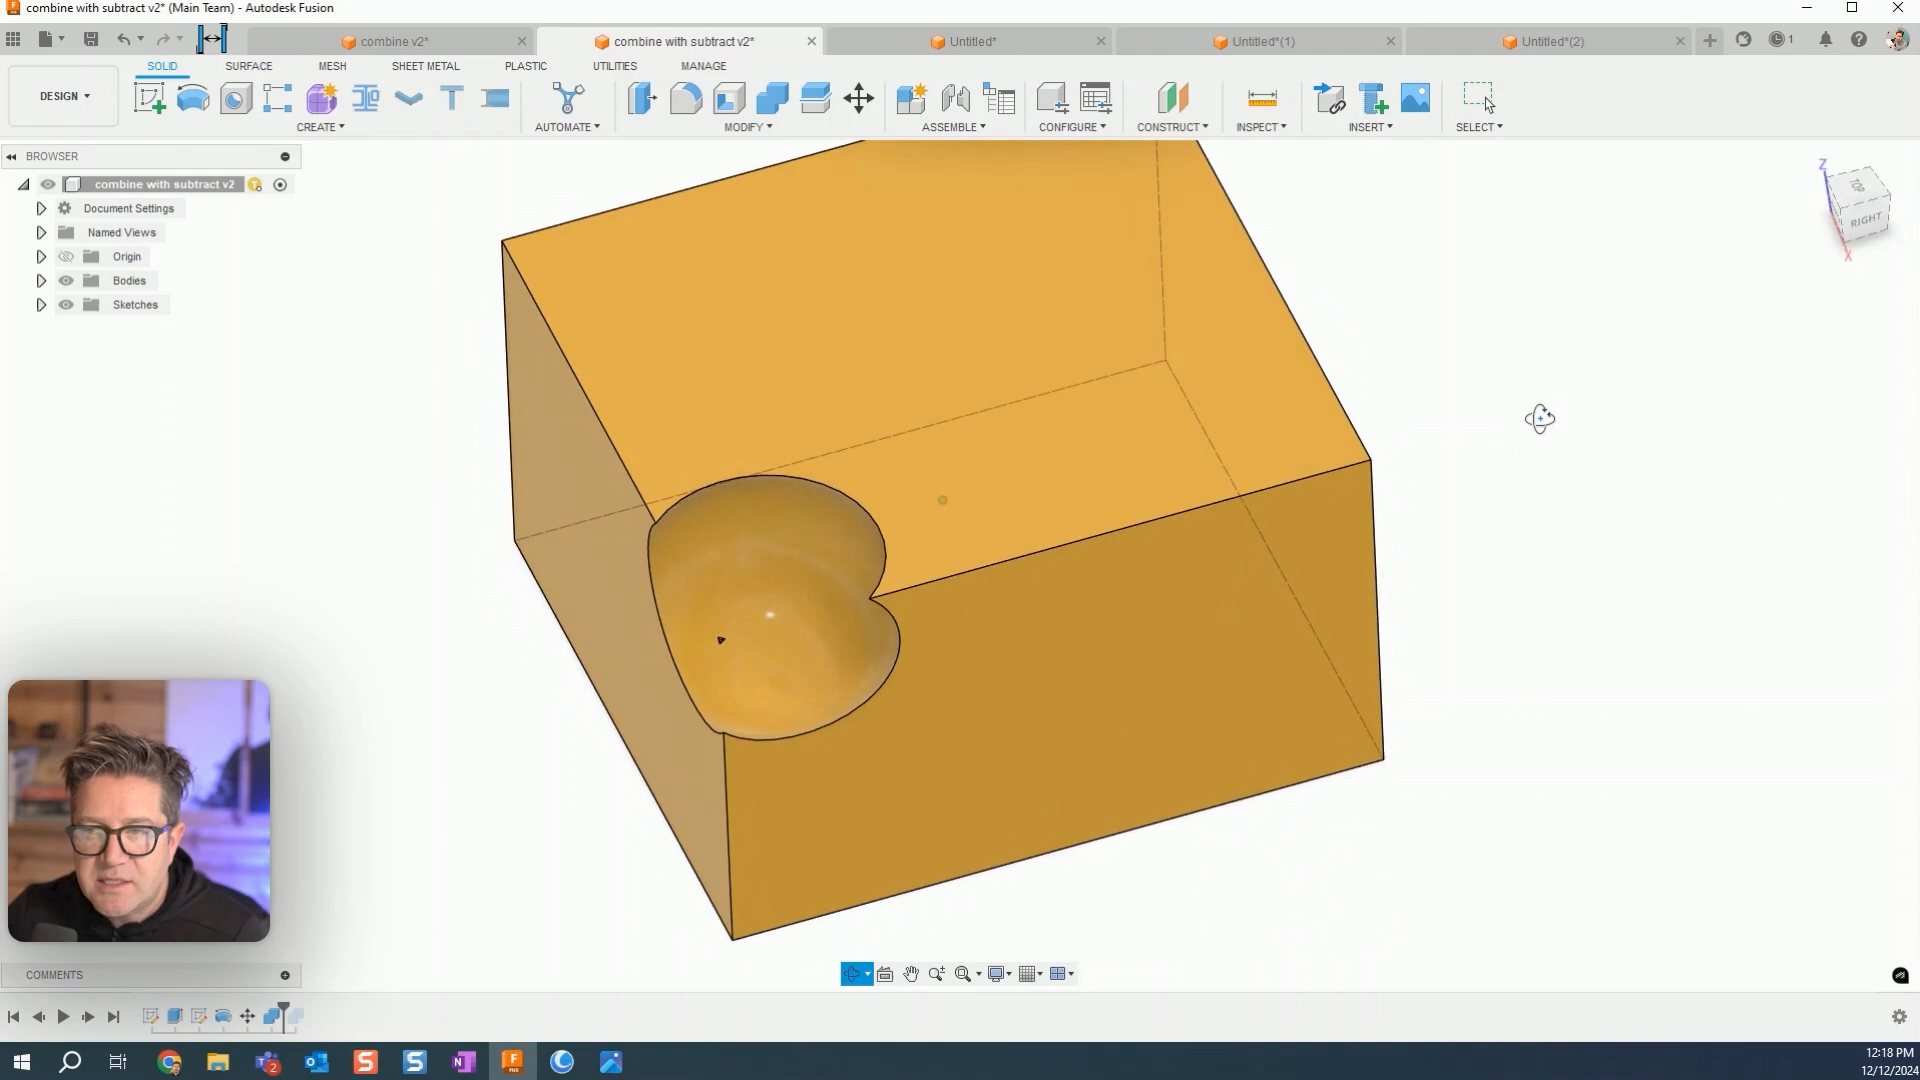 combine with subtract v2* (Main Team) - Autodesk Fusion
combine v2*
combine with subtract v2*
Untitled*
Untitled*(1)
Untitled*(2)
1
SOLID
SURFACE
MESH
SHEET METAL
PLASTIC
UTILITIES
MANAGE
DESIGN
CREATE
AUTOMATE
MODIFY
ASSEMBLE
CONFIGURE
CONSTRUCT
INSPECT
INSERT
SELECT
BROWSER
combine with subtract v2
Document Settings
Named Views
Origin
Bodies
Sketches
Z
TOP
RIGHT
X
COMMENTS
2
12:18 PM
12/12/2024